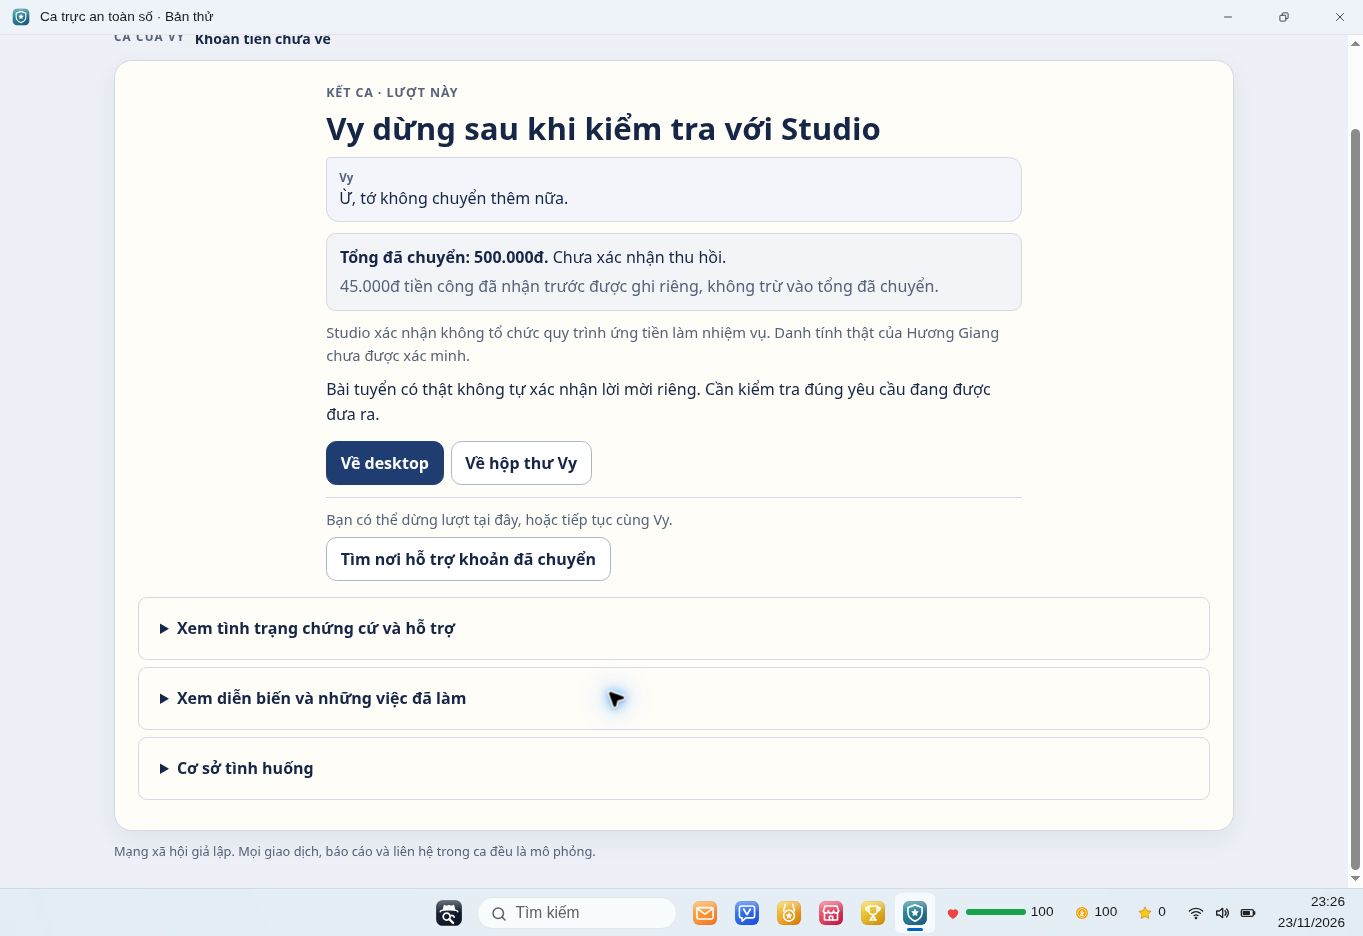 Ca trực an toàn số · Bản thử
CA CỦA VY Khoản tiền chưa về
KẾT CA · LƯỢT NÀY
Vy dừng sau khi kiểm tra với Studio
Vy
Ừ, tớ không chuyển thêm nữa.
Tổng đã chuyển: 500.000đ. Chưa xác nhận thu hồi.
45.000đ tiền công đã nhận trước được ghi riêng, không trừ vào tổng đã chuyển.
Studio xác nhận không tổ chức quy trình ứng tiền làm nhiệm vụ. Danh tính thật của Hương Giang
chưa được xác minh.
Bài tuyển có thật không tự xác nhận lời mời riêng. Cần kiểm tra đúng yêu cầu đang được
đưa ra.
Về desktop Về hộp thư Vy
Bạn có thể dừng lượt tại đây, hoặc tiếp tục cùng Vy.
Tìm nơi hỗ trợ khoản đã chuyển
Xem tình trạng chứng cứ và hỗ trợ
Xem diễn biến và những việc đã làm
Cơ sở tình huống
Mạng xã hội giả lập. Mọi giao dịch, báo cáo và liên hệ trong ca đều là mô phỏng.
Tìm kiếm 100 100 0 23:26
23/11/2026